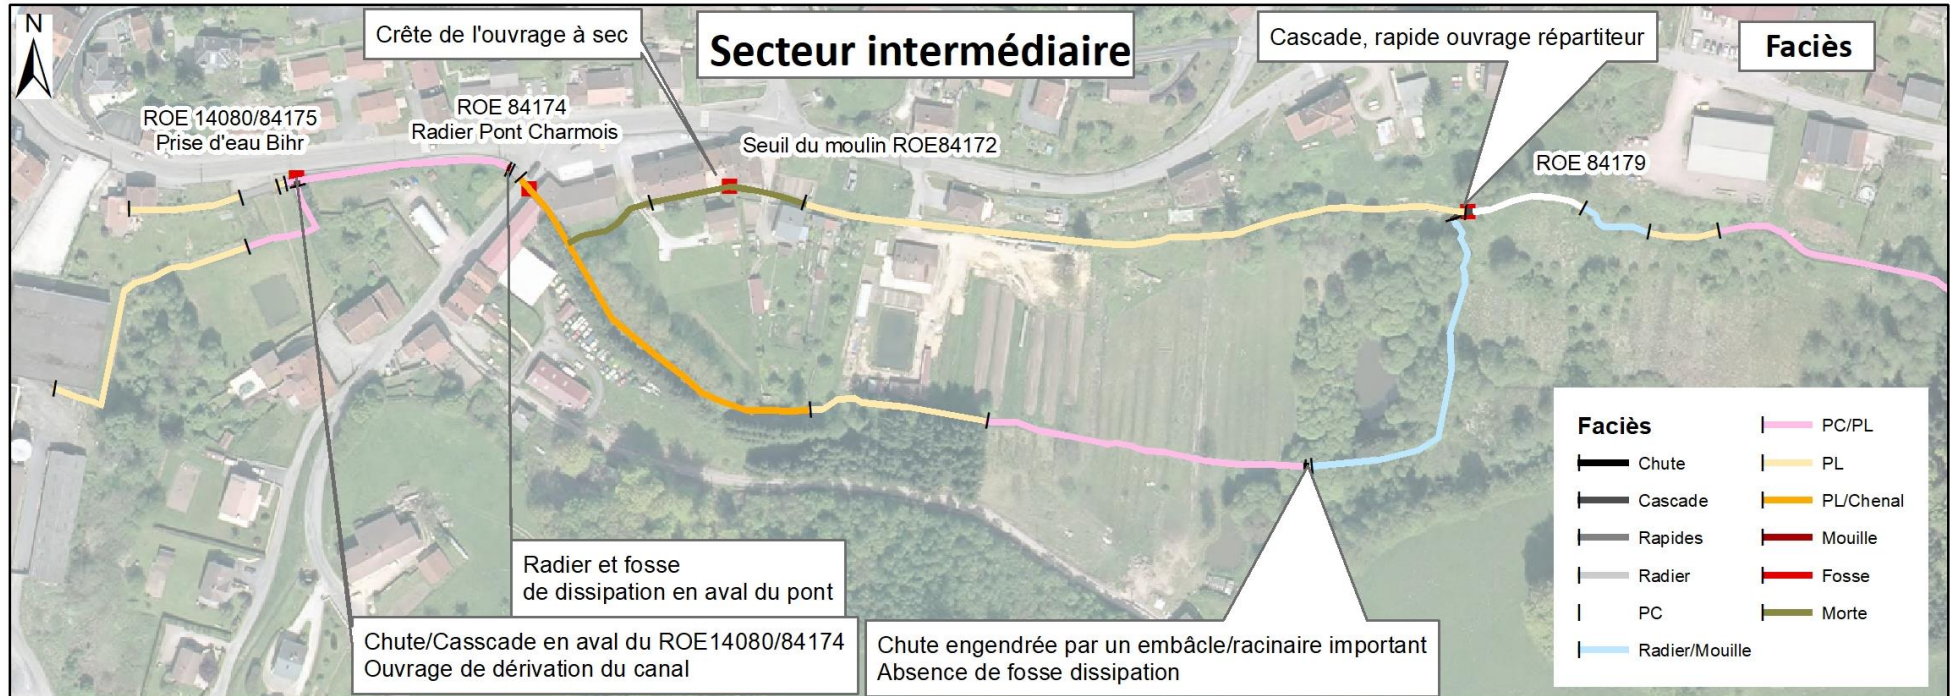 N
Crête de l'ouvrage à sec
Secteur intermédiaire
Cascade, rapide ouvrage répartiteur
Faciès
ROE 14080/84175
Prise d'eau Bihr
ROE 84174
Radier Pont Charmois
Seuil du moulin ROE84172
ROE 84179
Radier et fosse
de dissipation en aval du pont
Chute/Casscade en aval du ROE14080/84174
Ouvrage de dérivation du canal
Chute engendrée par un embâcle/racinaire important
Absence de fosse dissipation
Faciès
Chute
Cascade
Rapides
Radier
PC
Radier/Mouille
PC/PL
PL
PL/Chenal
Mouille
Fosse
Morte